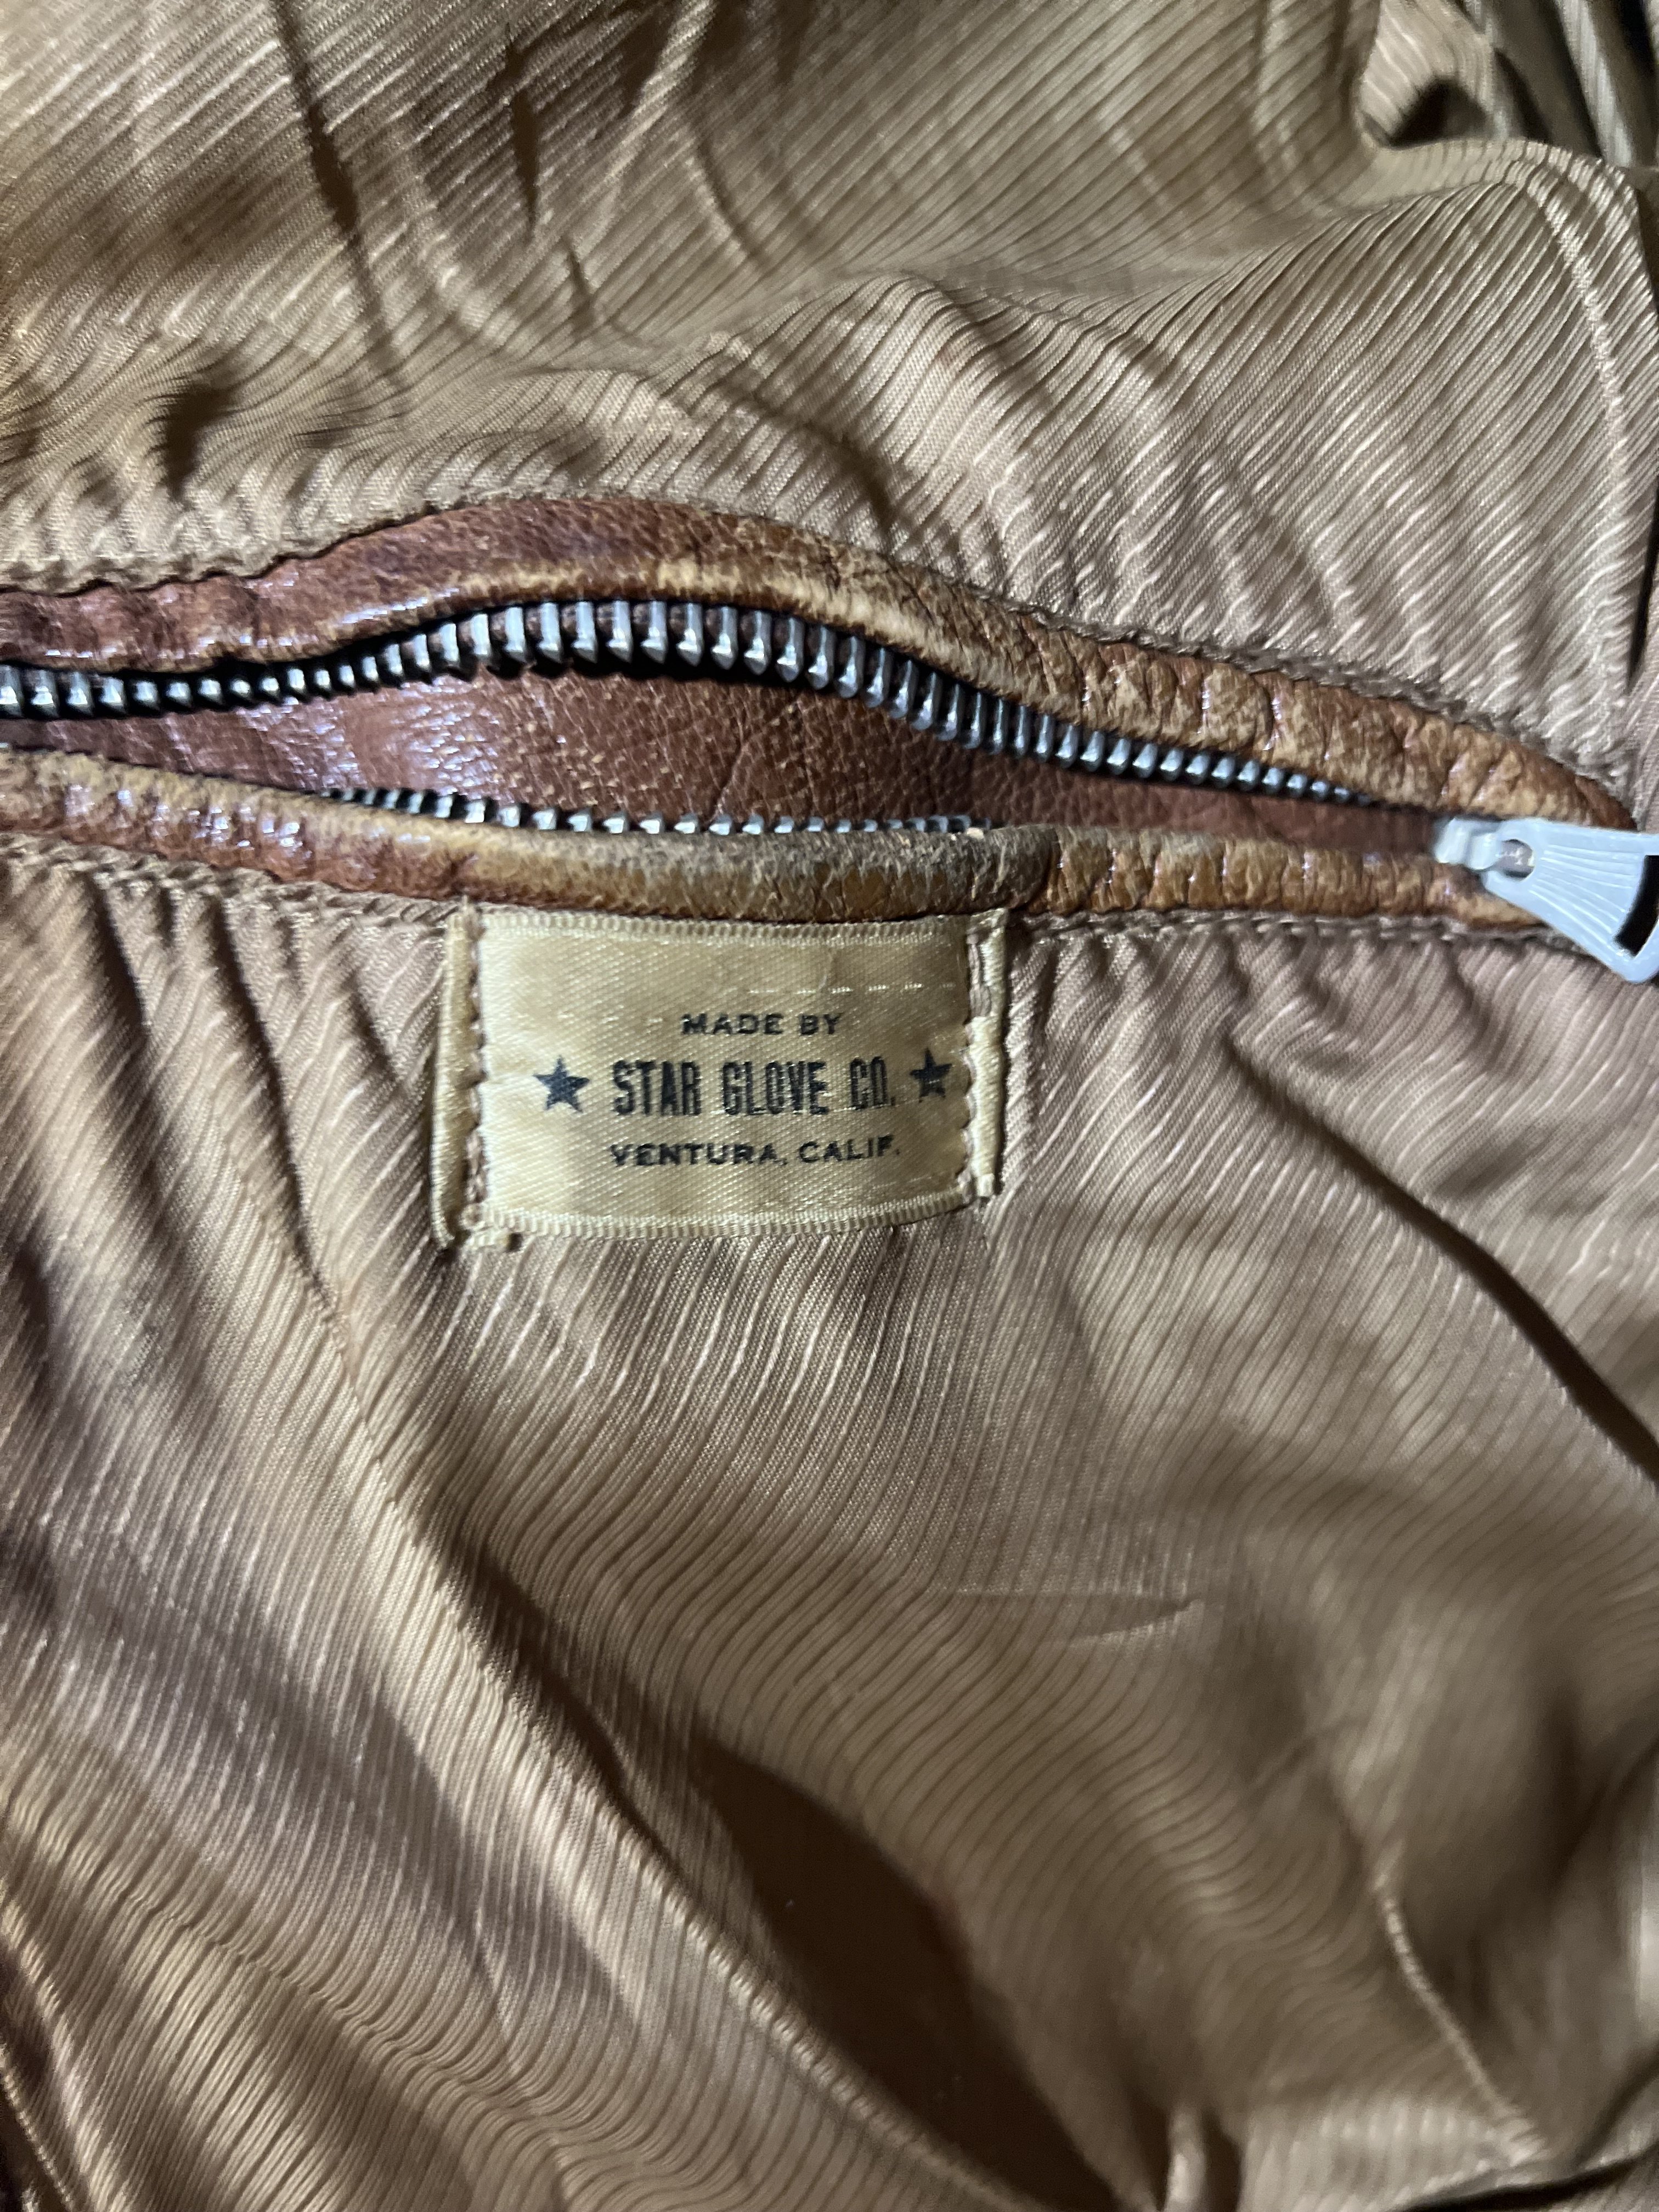 MADE BY
★ STAR GLOVE CO. ★
VENTURA, CALIF.